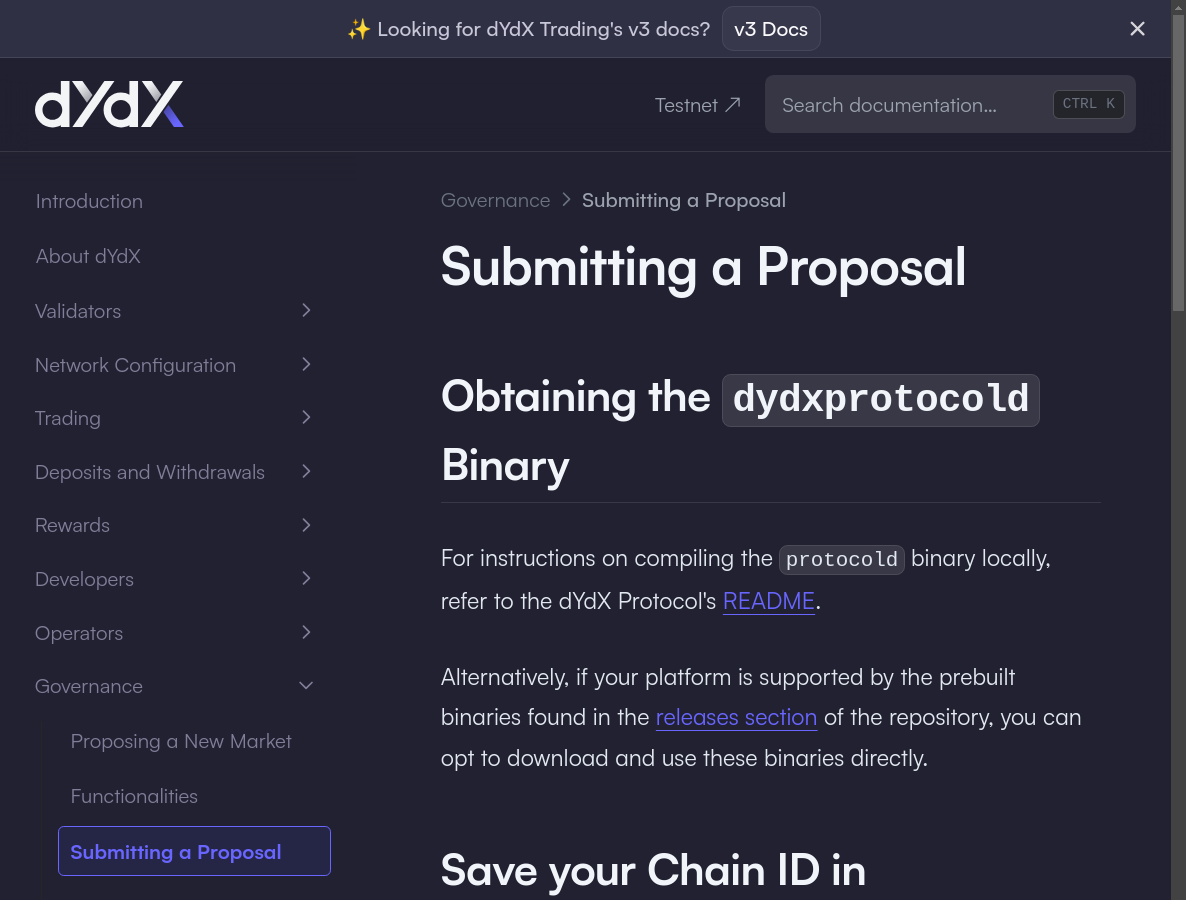 ✨ Looking for dYdX Trading's v3 docs? v3 Docs
dYdX
Testnet
Search documentation...
CTRL K
Introduction
About dYdX
Validators
Network Configuration
Trading
Deposits and Withdrawals
Rewards
Developers
Operators
Governance
Proposing a New Market
Functionalities
Submitting a Proposal
Governance > Submitting a Proposal
Submitting a Proposal
Obtaining the dydxprotocold
Binary
For instructions on compiling the protocold binary locally,
refer to the dYdX Protocol's README.
Alternatively, if your platform is supported by the prebuilt
binaries found in the releases section of the repository, you can
opt to download and use these binaries directly.
Save your Chain ID in